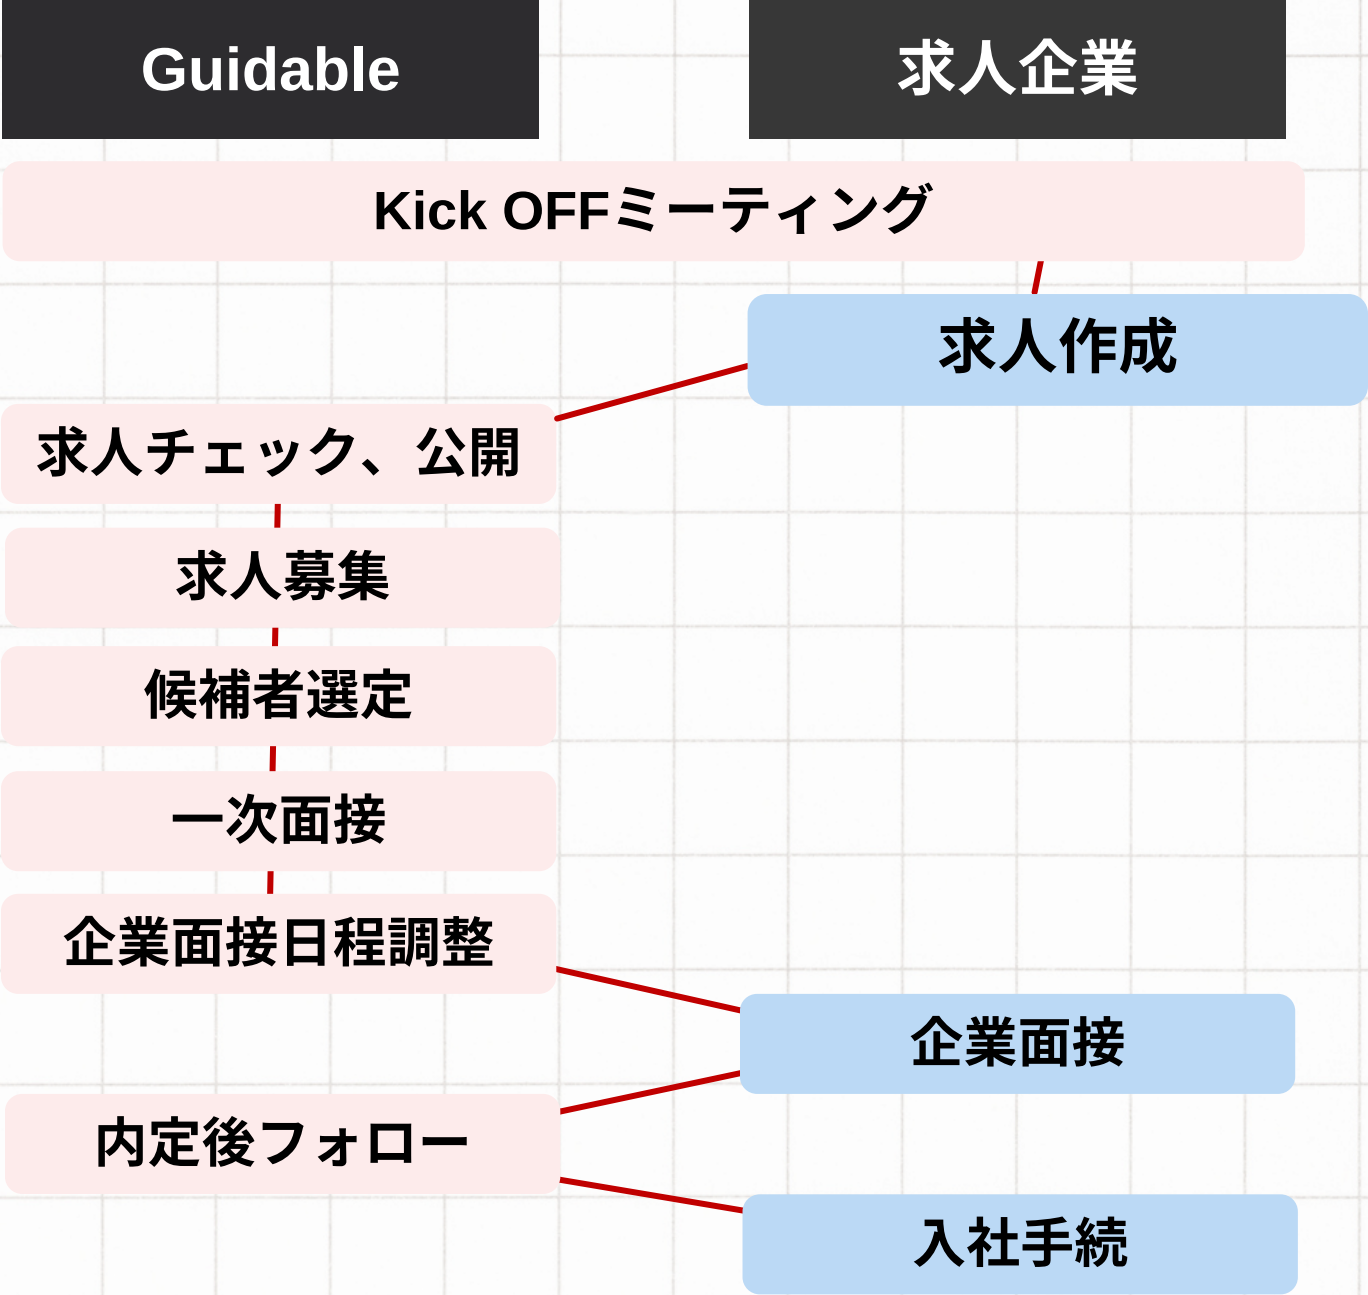 Guidable
求人企業
Kick OFFミーティング
求人作成
求人チェック、公開
求人募集
候補者選定
一次面接
企業面接日程調整
企業面接
内定後フォロー
入社手続